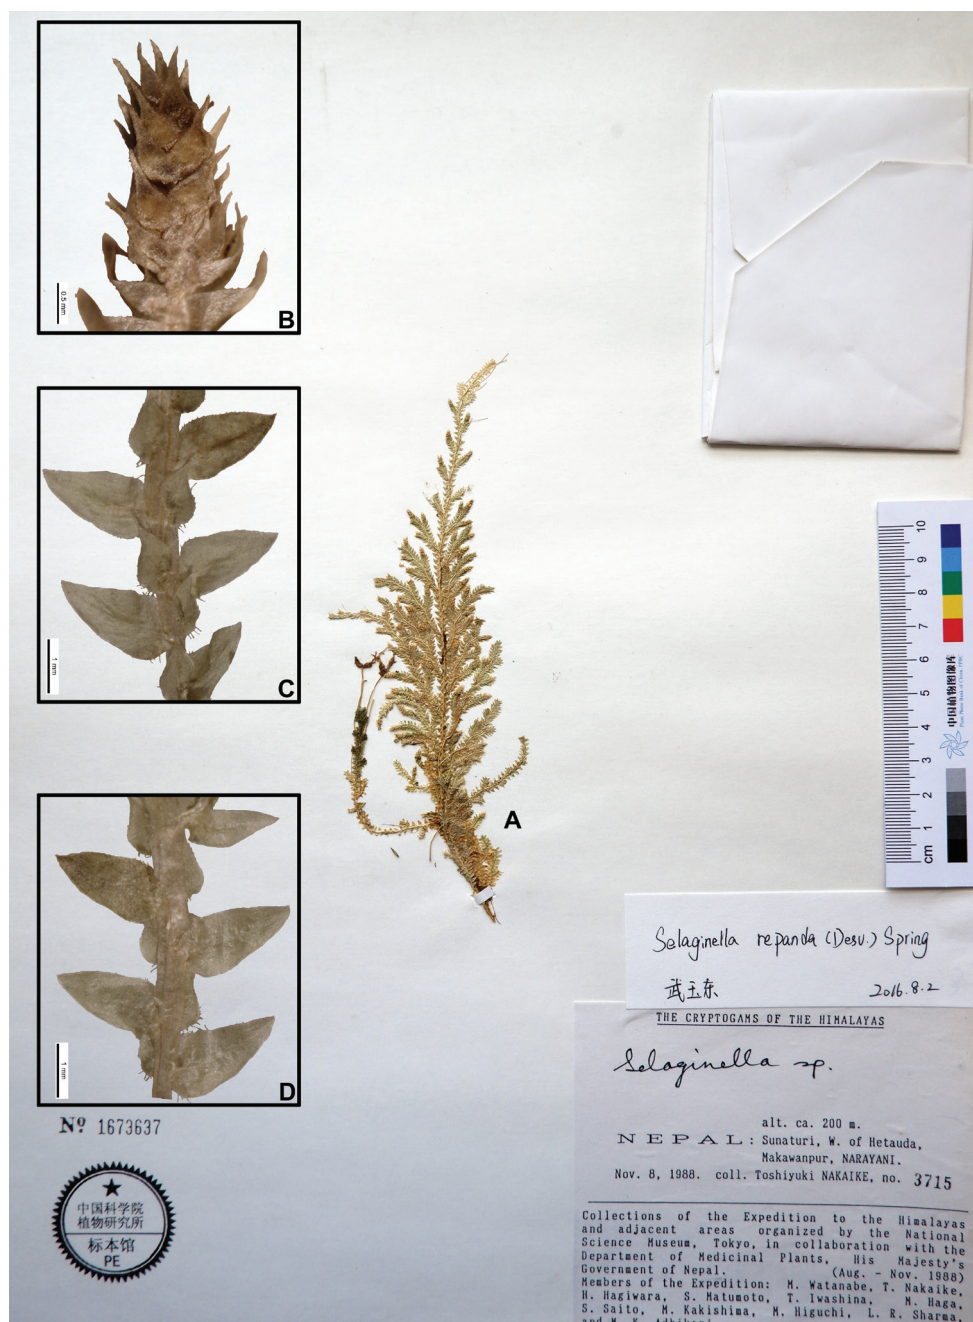 B
0.5 mm
C
1 mm
A
D
1 mm
10
9
8
7
6
5
4
3
2
1
cm
中国植物图像库
Selaginella repanda (Desv.) Spring
武玉东 2016.8.2
THE CRYPTOGAMS OF THE HIMALAYAS
Selaginella sp.
alt. ca. 200 m.
NEPAL: Sunaturi, W. of Hetauda,
Makawanpur, NARAYANI.
Nov. 8, 1988. coll. Toshiyuki NAKAIKE, no. 3715
Collections of the Expedition to the Himalayas
and adjacent areas organized by the National
Science Museum, Tokyo, in collaboration with the
Department of Medicinal Plants, His Majesty's
Government of Nepal. (Aug. - Nov. 1988)
Members of the Expedition: M. Watanabe, T. Nakaike,
H. Hagiwara, S. Matumoto, T. Iwashina, M. Haga,
S. Saito, M. Kakishima, M. Higuchi, L. R. Sharma,
Nº 1673637
中国科学院
植物研究所
标本馆
PE